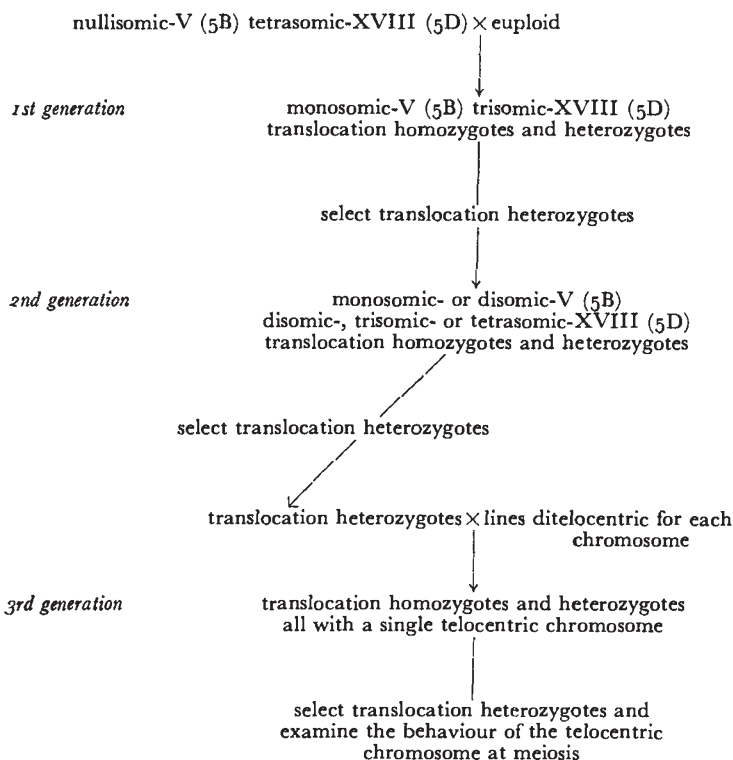 nullisomic-V (5B) tetrasomic-XVIII (5D) × euploid
1st generation
monosomic-V (5B) trisomic-XVIII (5D)
translocation homozygotes and heterozygotes
select translocation heterozygotes
2nd generation
monosomic- or disomic-V (5B)
disomic-, trisomic- or tetrasomic-XVIII (5D)
translocation homozygotes and heterozygotes
select translocation heterozygotes
translocation heterozygotes × lines ditelocentric for each
chromosome
3rd generation
translocation homozygotes and heterozygotes
all with a single telocentric chromosome
select translocation heterozygotes and
examine the behaviour of the telocentric
chromosome at meiosis